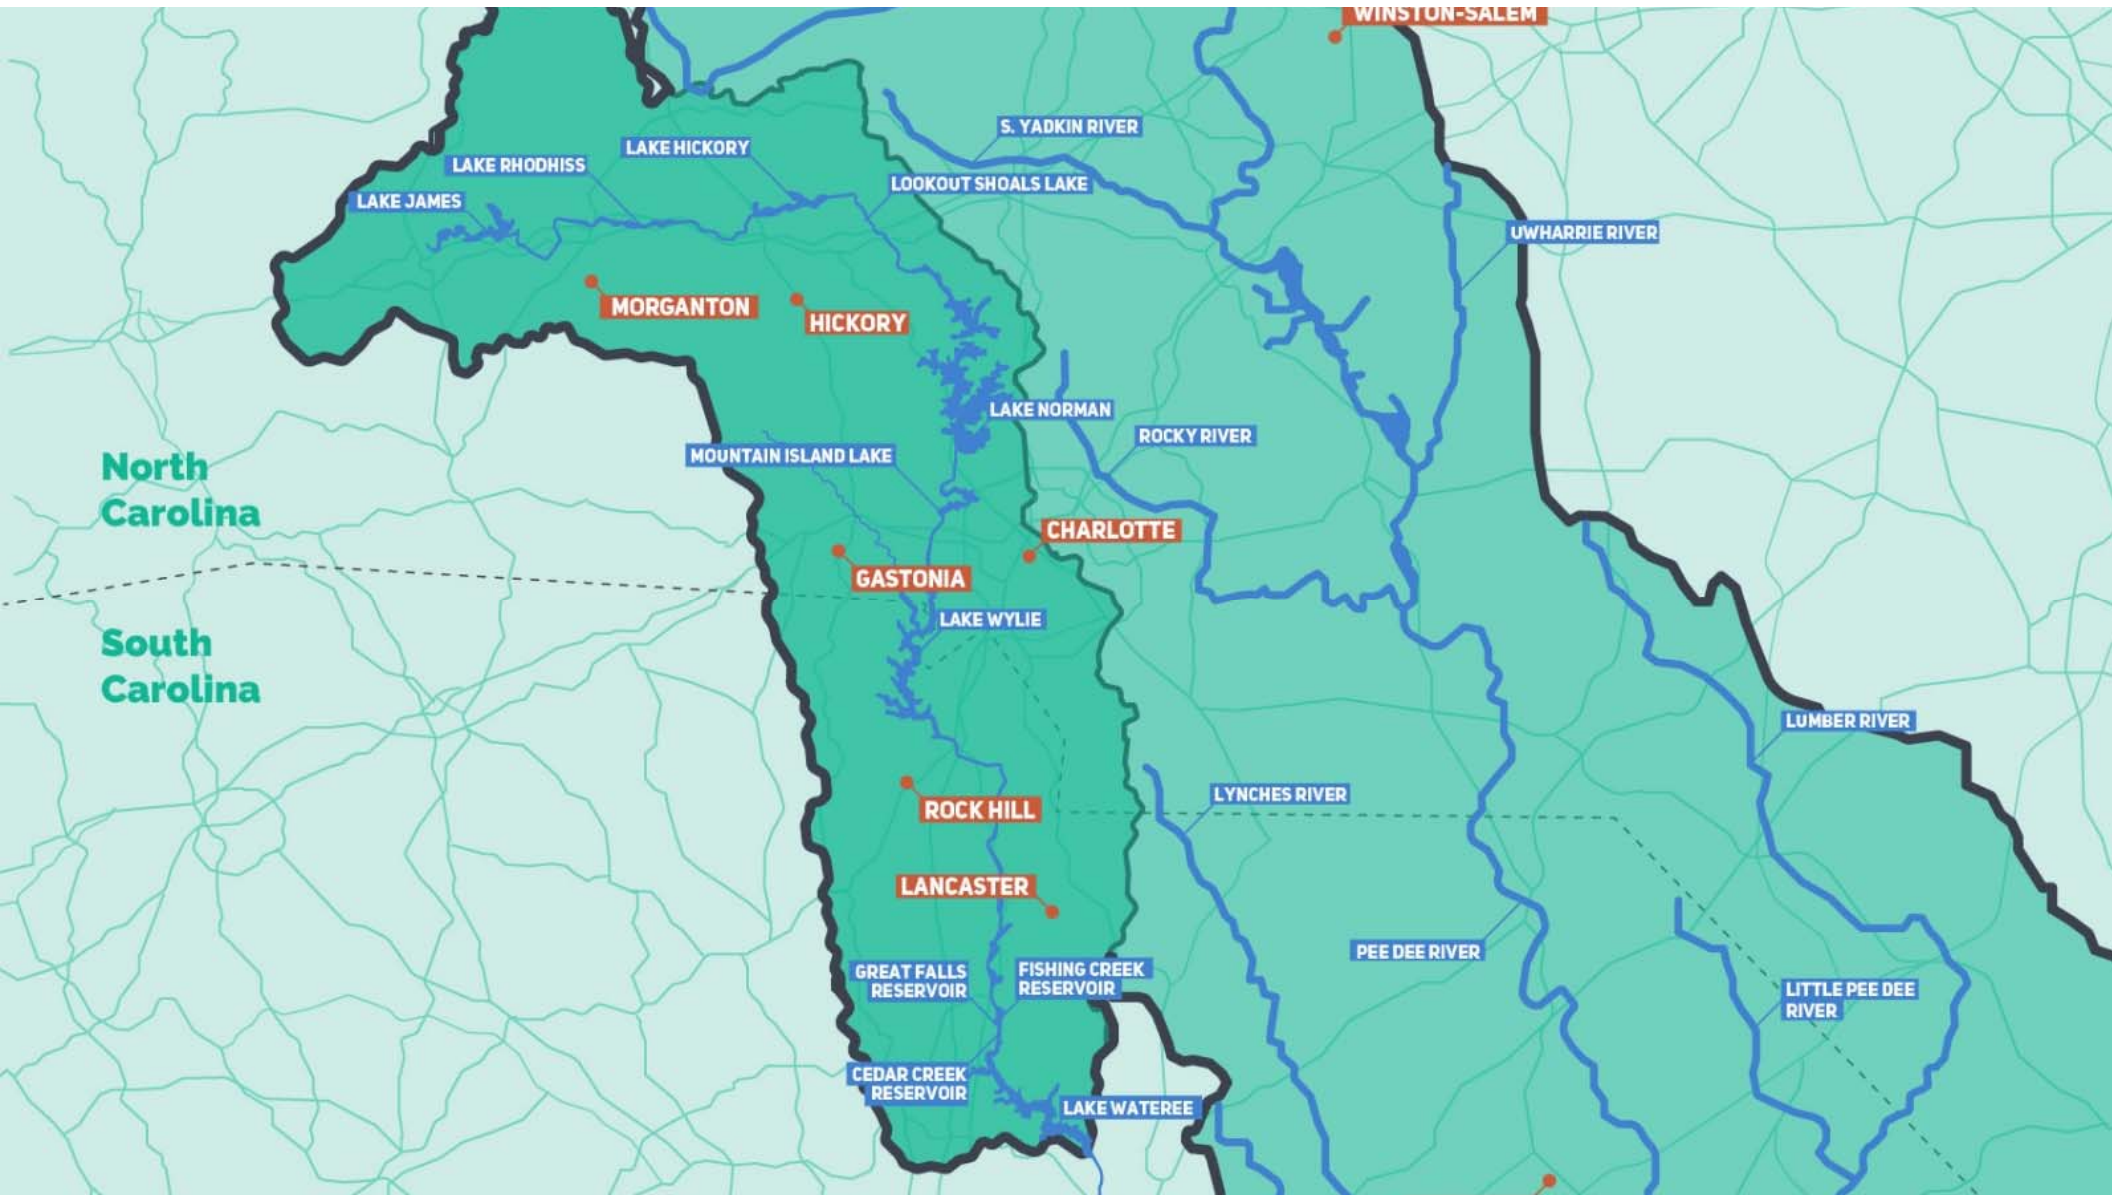 WINSTON-SALEM
S. YADKIN RIVER
LAKE HICKORY
LAKE RHODHISS
LOOKOUT SHOALS LAKE
LAKE JAMES
UWHARRIE RIVER
MORGANTON
HICKORY
LAKE NORMAN
ROCKY RIVER
MOUNTAIN ISLAND LAKE
North
Carolina
CHARLOTTE
GASTONIA
LAKE WYLIE
South
Carolina
LUMBER RIVER
LYNCHES RIVER
ROCK HILL
LANCASTER
PEE DEE RIVER
GREAT FALLS
RESERVOIR
FISHING CREEK
RESERVOIR
LITTLE PEE DEE
RIVER
CEDAR CREEK
RESERVOIR
LAKE WATEREE